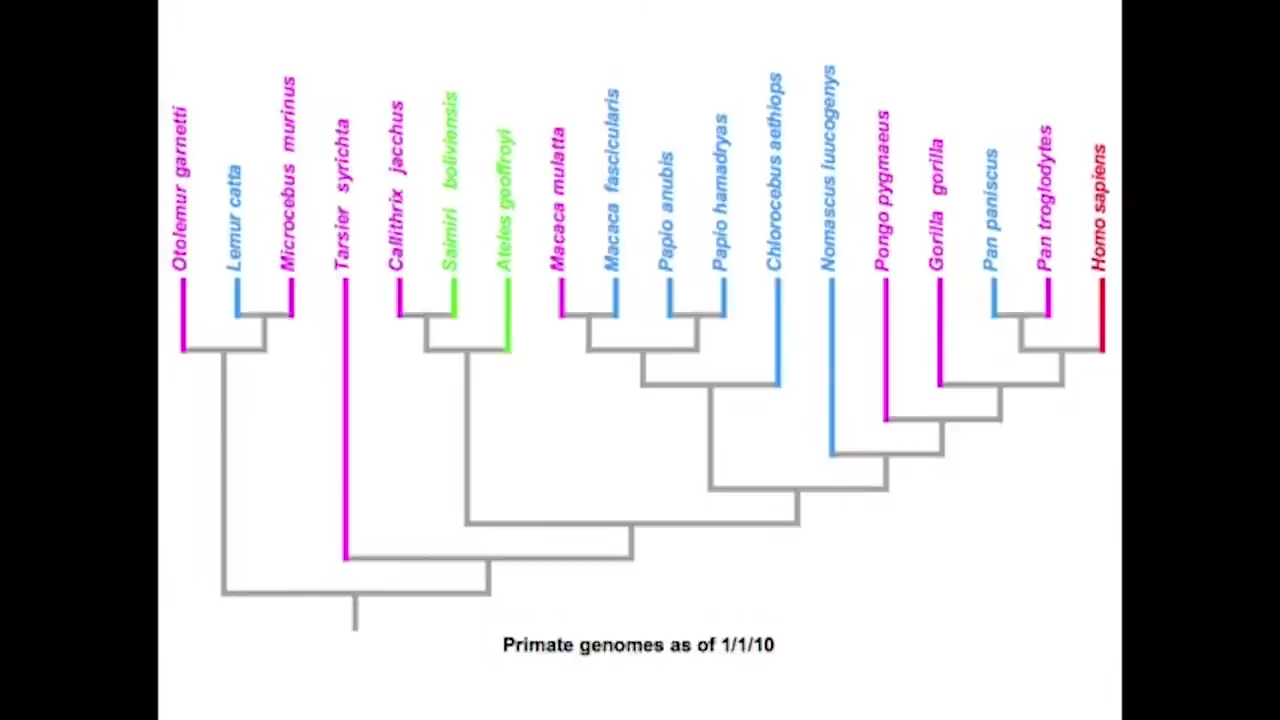 Otolemur garnetti
Lemur catta
Microcebus murinus
Tarsier syrichta
Callithrix jacchus
Saimiri boliviensis
Ateles geoffroyi
Macaca mulatta
Macaca fascicularis
Papio anubis
Papio hamadryas
Chlorocebus aethiops
Nomascus luucogenys
Pongo pygmaeus
Gorilla gorilla
Pan paniscus
Pan troglodytes
Homo sapiens
Primate genomes as of 1/1/10